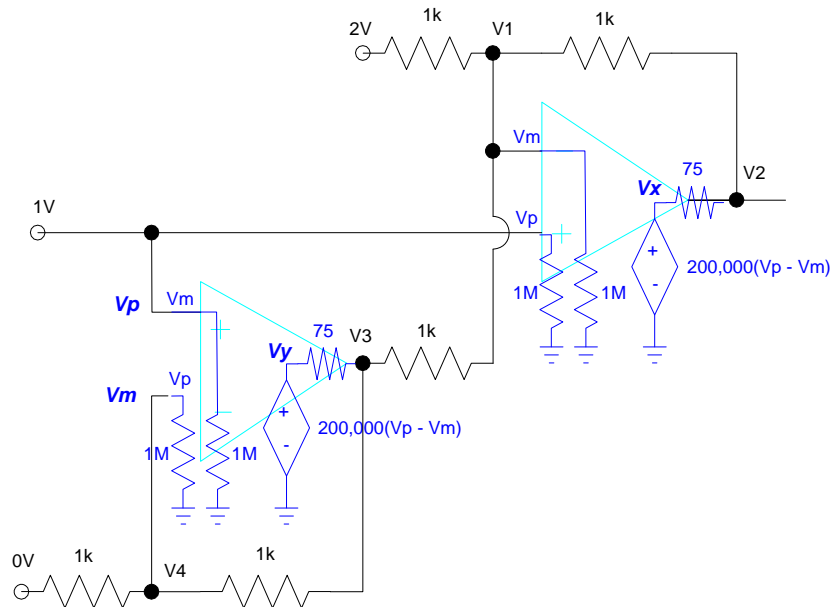 1k
V1
1k
2V
Vm
75
V2
Vx
1V
Vp
+
+
-
200,000(Vp - Vm)
1M
1M
Vp
Vm
+
75
V3
1k
Vy
Vm
Vp
+
-
200,000(Vp - Vm)
1M
1M
0V
1k
V4
1k